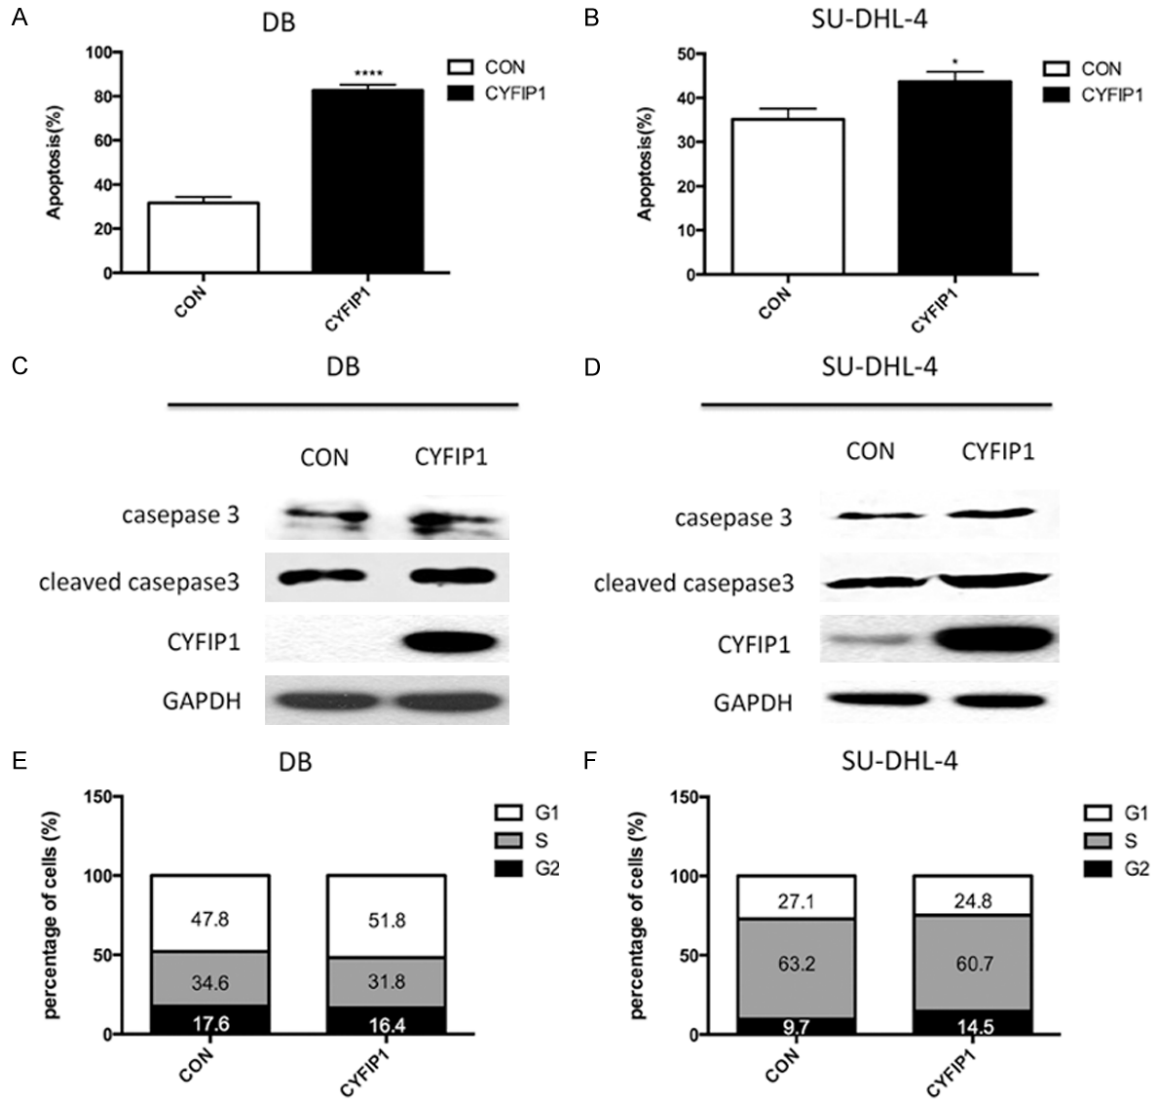 A
DB
100
80
60
40
20
0
Apoptosis(%)
****
CON
CYFIP1
CON
CYFIP1
B
SU-DHL-4
50
40
30
20
10
0
Apoptosis(%)
*
CON
CYFIP1
CON
CYFIP1
C
DB
CON CYFIP1
casepase 3
cleaved casepase3
CYFIP1
GAPDH
D
SU-DHL-4
CON CYFIP1
casepase 3
cleaved casepase3
CYFIP1
GAPDH
E
DB
150
100
50
0
percentage of cells (%)
47.8 51.8
34.6 31.8
17.6 16.4
G1
S
G2
CON
CYFIP1
F
SU-DHL-4
150
100
50
0
percentage of cells (%)
27.1 24.8
63.2 60.7
9.7 14.5
G1
S
G2
CON
CYFIP1